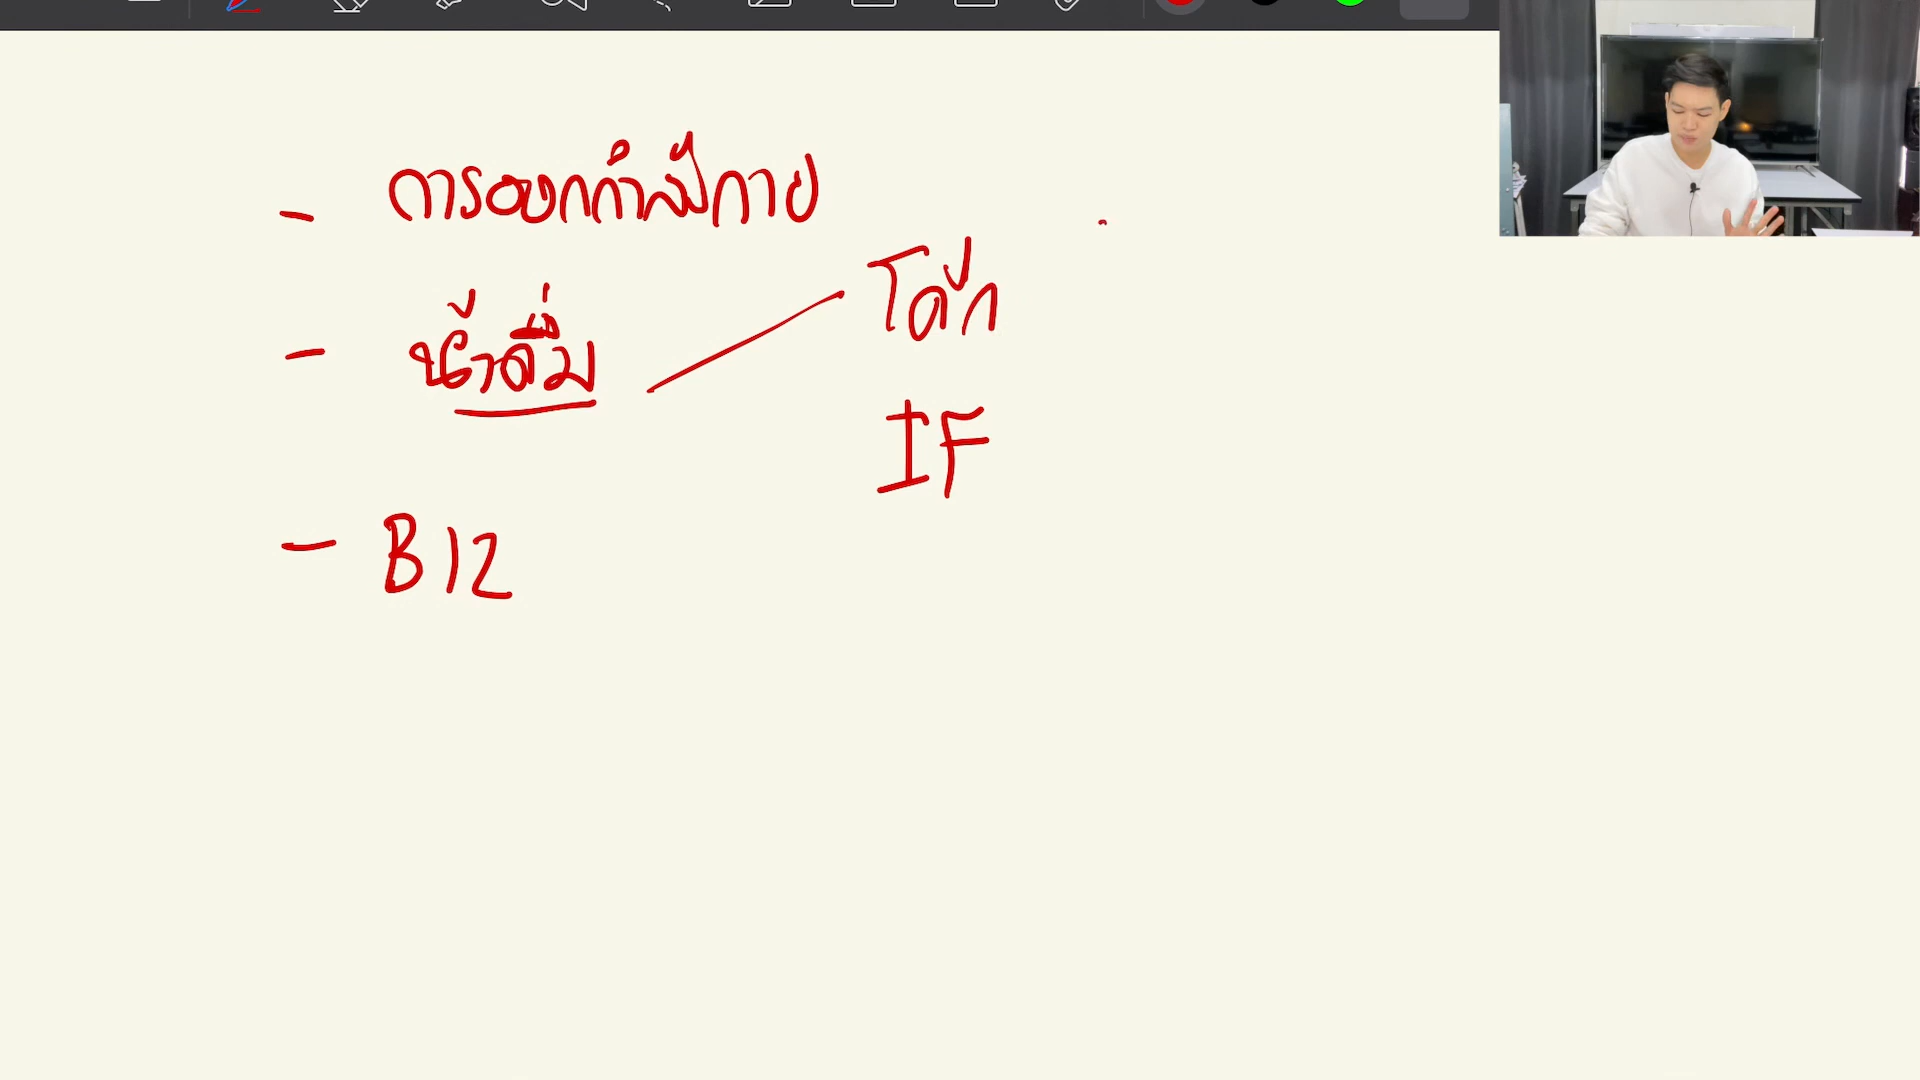 - การออกกำลังกาย
- น้ำดื่ม
โค้ก
IF
- B12